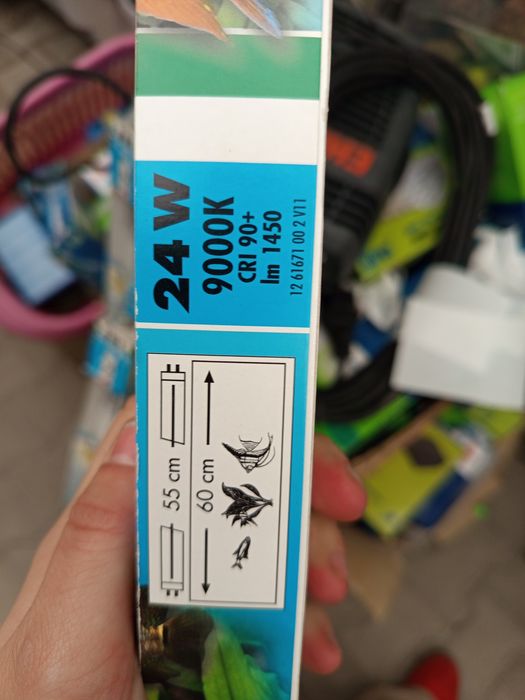 24 W
9000K
CRI 90+
lm 1450
12 61671 00 2 V11
55 cm
60 cm